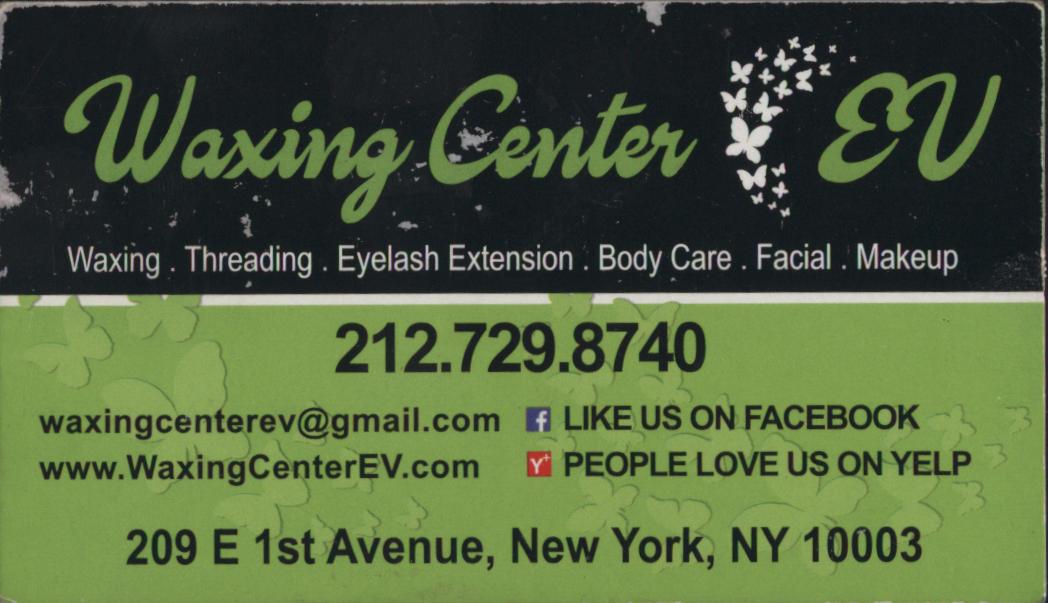 Waxing Center EV
Waxing . Threading . Eyelash Extension . Body Care . Facial . Makeup
212.729.8740
waxingcenterev@gmail.com
f LIKE US ON FACEBOOK
www.WaxingCenterEV.com
Y+ PEOPLE LOVE US ON YELP
209 E 1st Avenue, New York, NY 10003